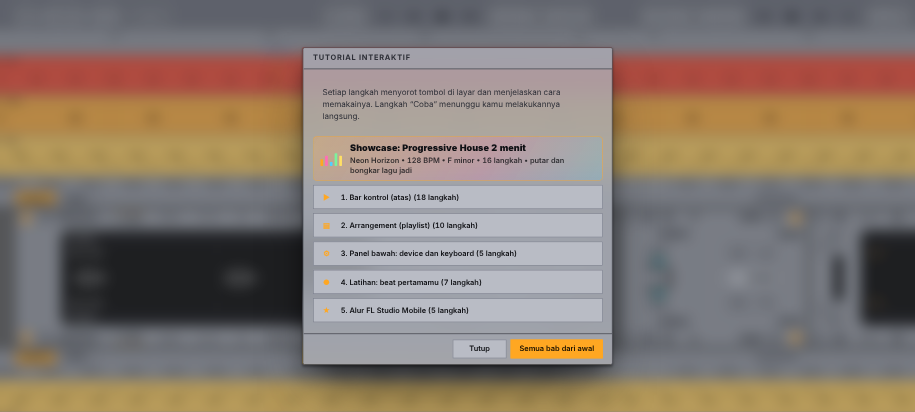 TUTORIAL INTERAKTIF
Setiap langkah menyorot tombol di layar dan menjelaskan cara
memakainya. Langkah “Coba” menunggu kamu melakukannya
langsung.
Showcase: Progressive House 2 menit
Neon Horizon • 128 BPM • F minor • 16 langkah • putar dan
bongkar lagu jadi
1. Bar kontrol (atas) (18 langkah)
2. Arrangement (playlist) (10 langkah)
3. Panel bawah: device dan keyboard (5 langkah)
4. Latihan: beat pertamamu (7 langkah)
5. Alur FL Studio Mobile (5 langkah)
Tutup
Semua bab dari awal